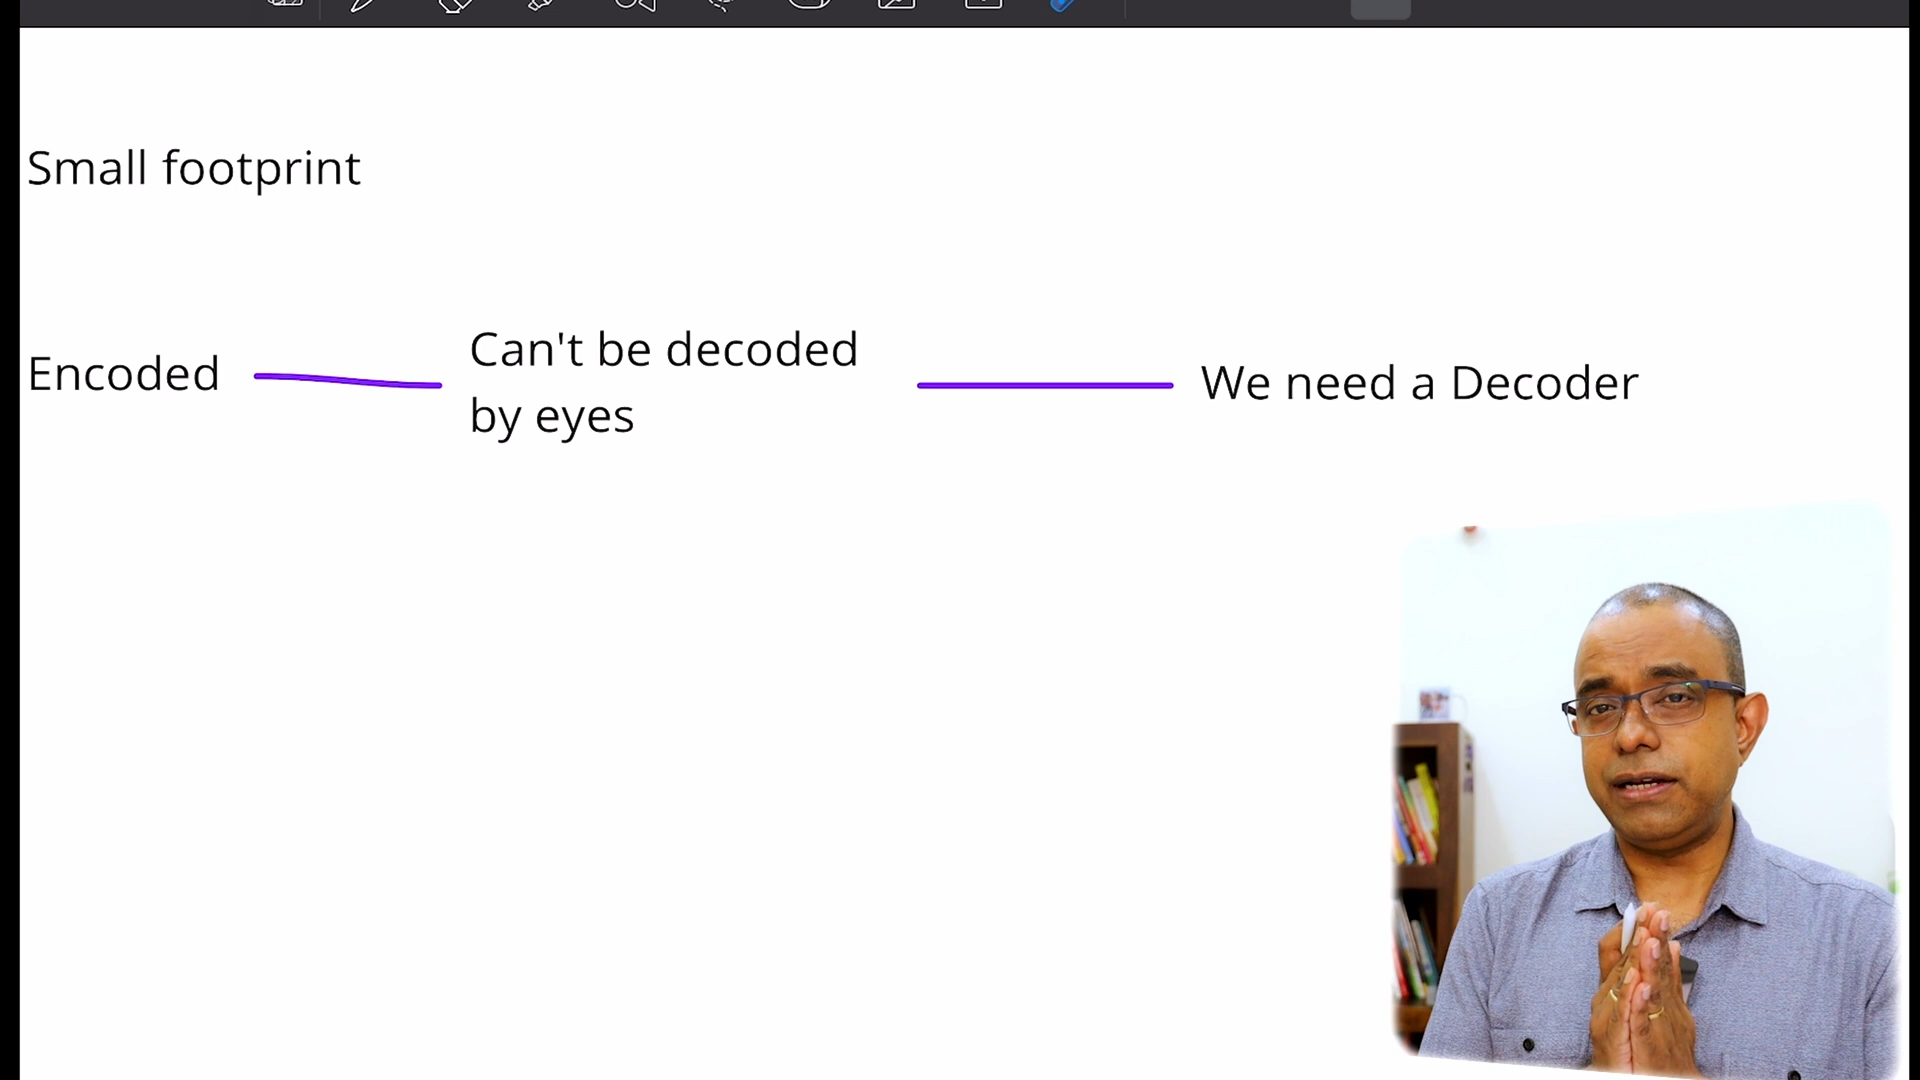 Small footprint
Encoded
Can't be decoded
by eyes
We need a Decoder